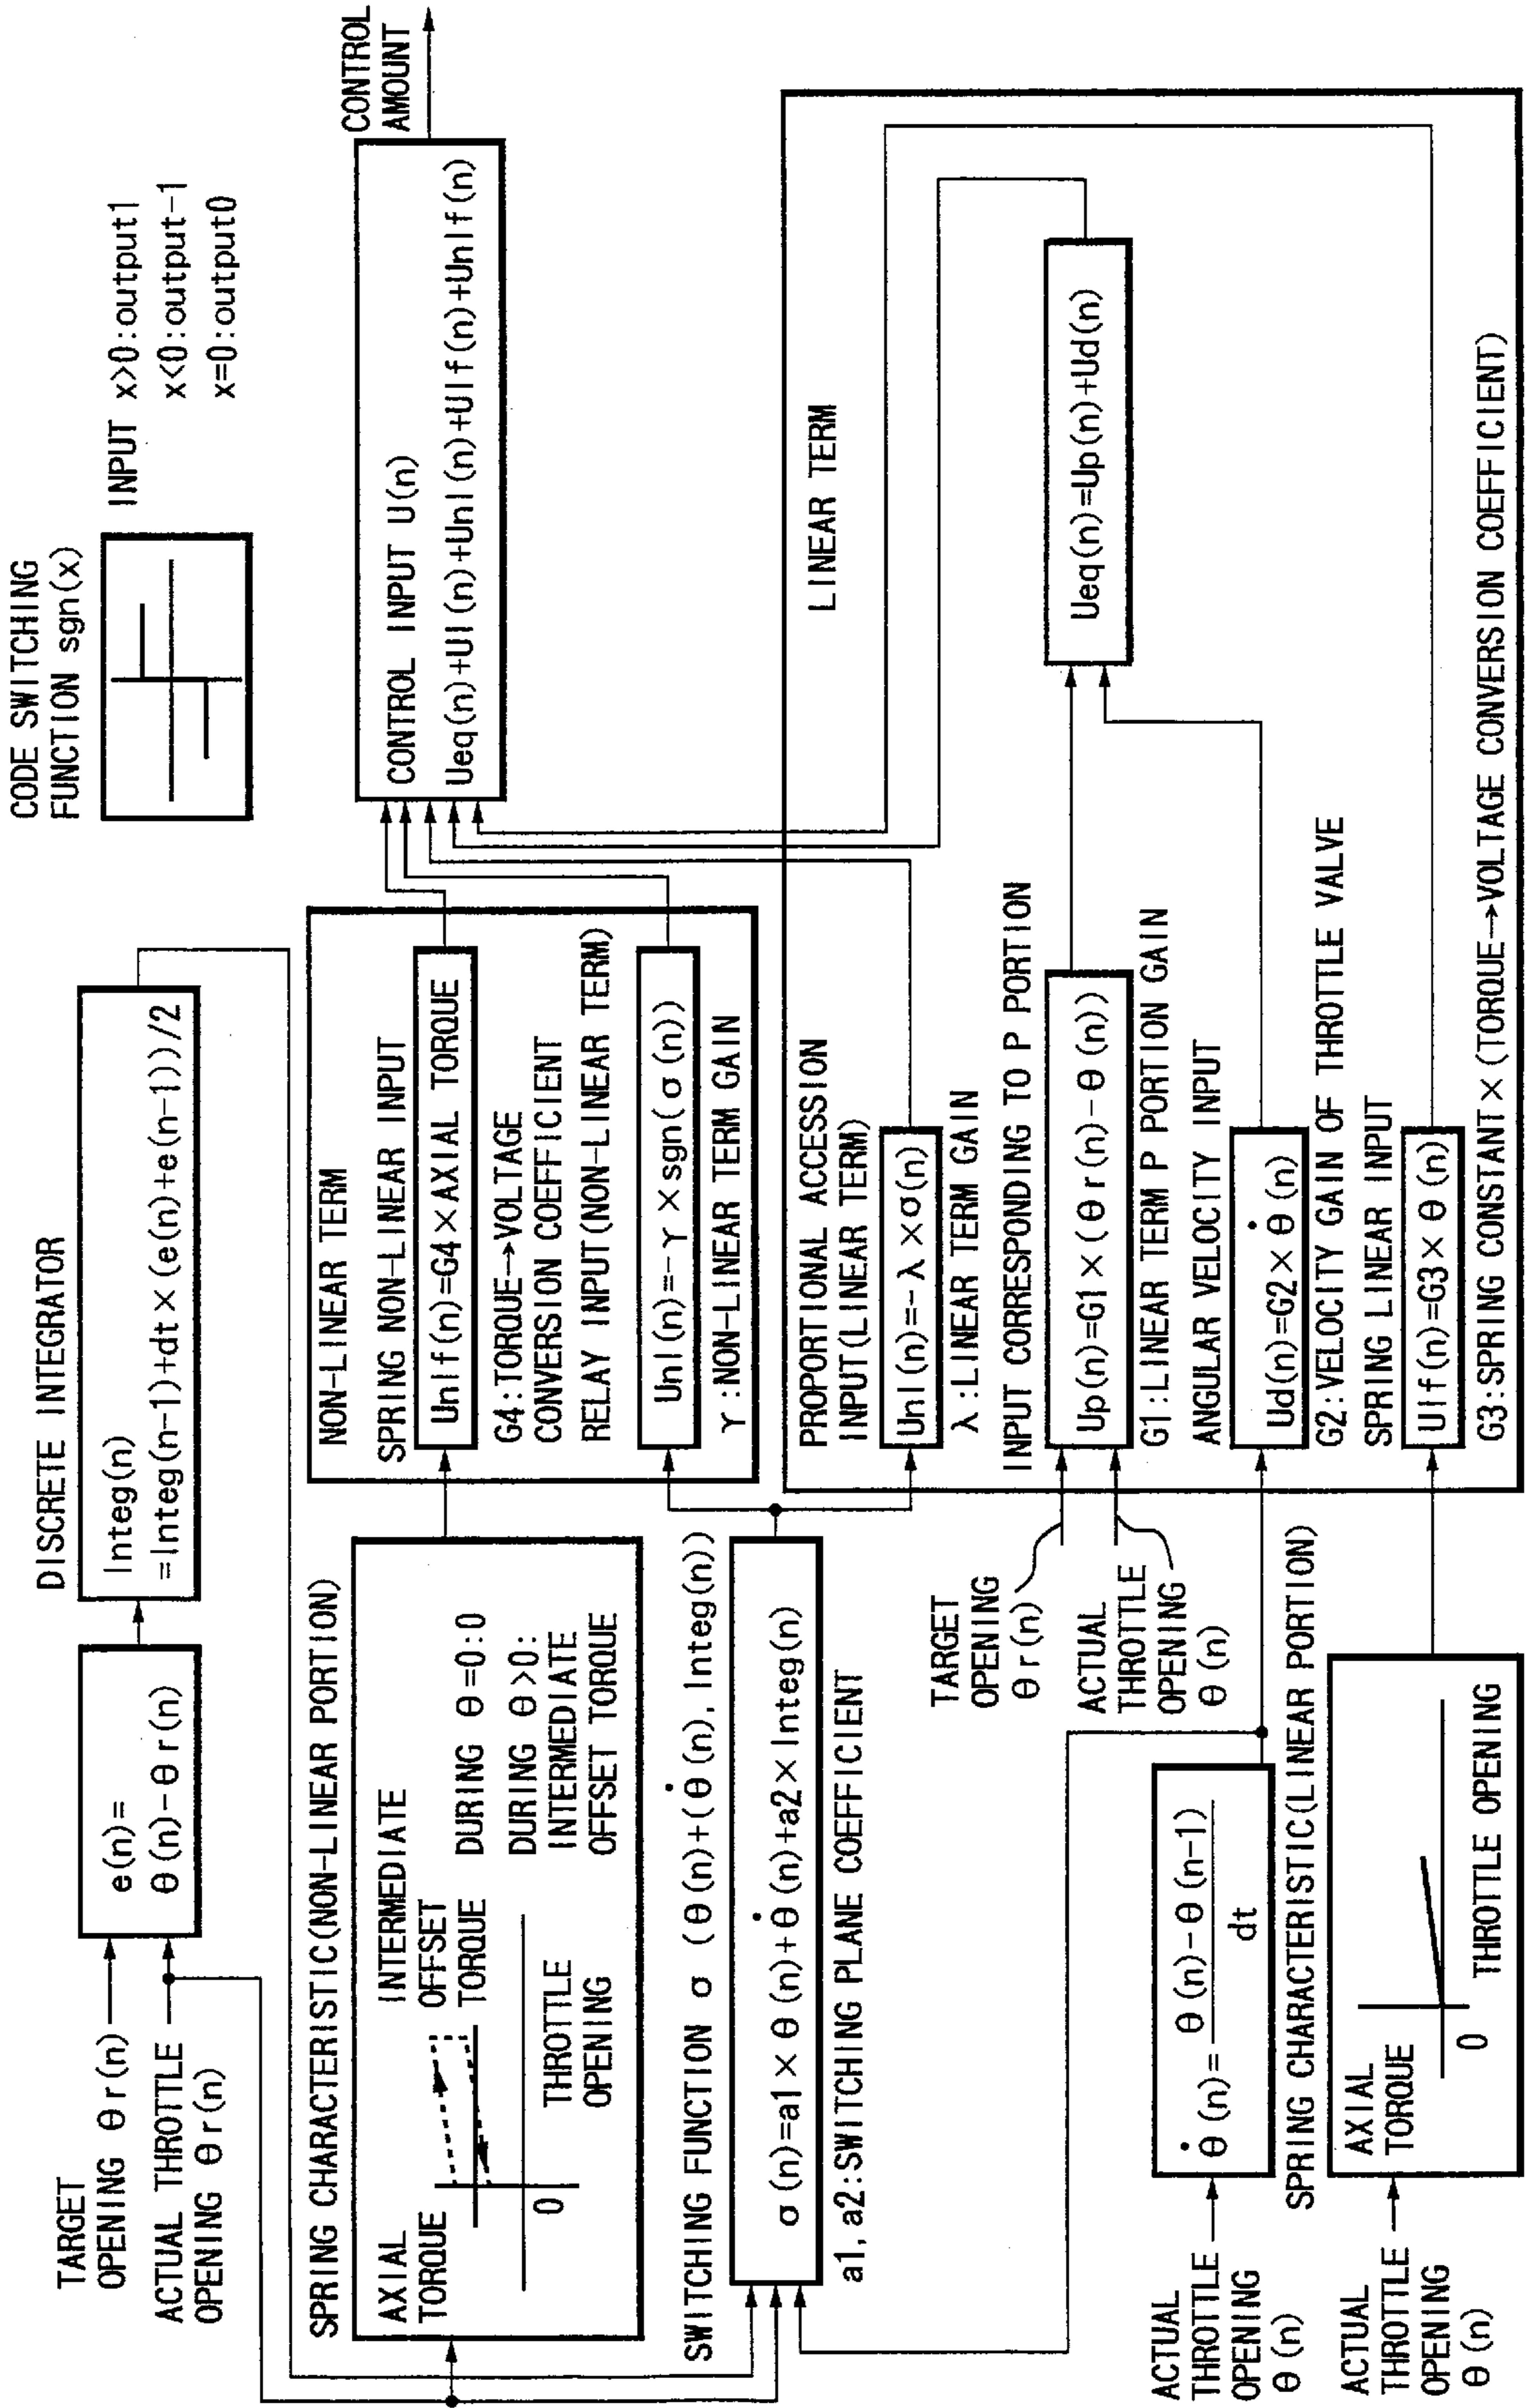 TARGET
OPENING θr(n)
ACTUAL THROTTLE
OPENING θr(n)
e(n)=
θ(n)-θr(n)
DISCRETE INTEGRATOR
Integ(n)
=Integ(n-1)+dt×(e(n)+e(n-1))/2
CODE SWITCHING
FUNCTION sgn(x)
INPUT x>0:output1
x<0:output-1
x=0:output0
SPRING CHARACTERISTIC(NON-LINEAR PORTION)
AXIAL
TORQUE
INTERMEDIATE
OFFSET
TORQUE
0
THROTTLE
OPENING
DURING θ=0:0
DURING θ>0:
INTERMEDIATE
OFFSET TORQUE
NON-LINEAR TERM
SPRING NON-LINEAR INPUT
Unlf(n)=G4×AXIAL TORQUE
G4:TORQUE→VOLTAGE
CONVERSION COEFFICIENT
RELAY INPUT(NON-LINEAR TERM)
Unl(n)=-γ×sgn(σ(n))
γ:NON-LINEAR TERM GAIN
CONTROL INPUT U(n)
Ueq(n)+Ul(n)+Unl(n)+Ulf(n)+Unlf(n)
CONTROL
AMOUNT
SWITCHING FUNCTION σ (θ(n)+(θ̇(n), Integ(n))
σ(n)=a1×θ(n)+θ̇(n)+a2×Integ(n)
a1, a2:SWITCHING PLANE COEFFICIENT
LINEAR TERM
PROPORTIONAL ACCESSION
INPUT(LINEAR TERM)
Unl(n)=-λ×σ(n)
λ:LINEAR TERM GAIN
TARGET
OPENING
θr(n)
ACTUAL
THROTTLE
OPENING
θ(n)
INPUT CORRESPONDING TO P PORTION
Up(n)=G1×(θr(n)-θ(n))
G1:LINEAR TERM P PORTION GAIN
Ueq(n)=Up(n)+Ud(n)
ACTUAL
THROTTLE
OPENING
θ(n)
θ̇(n)=θ(n)-θ(n-1)
dt
ANGULAR VELOCITY INPUT
Ud(n)=G2×θ̇(n)
G2:VELOCITY GAIN OF THROTTLE VALVE
SPRING CHARACTERISTIC(LINEAR PORTION)
ACTUAL
THROTTLE
OPENING
θ(n)
AXIAL
TORQUE
0
THROTTLE OPENING
SPRING LINEAR INPUT
Ulf(n)=G3×θ(n)
G3:SPRING CONSTANT×(TORQUE→VOLTAGE CONVERSION COEFFICIENT)